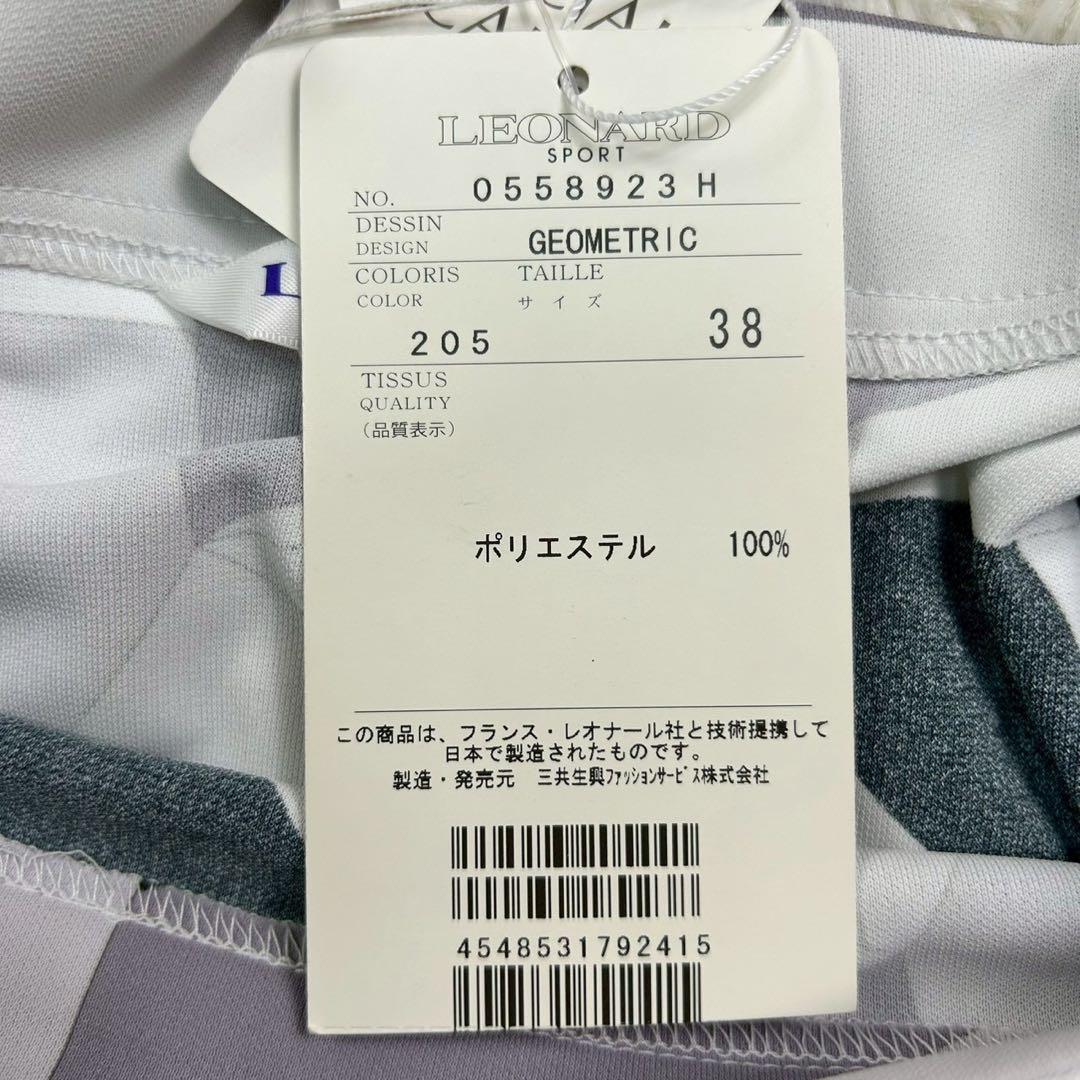 LEONARD
SPORT
NO. 0558923 H
DESSIN
DESIGN GEOMETRIC
COLORIS TAILLE
COLOR サイズ
205 38
TISSUS
QUALITY
(品質表示)
ポリエステル 100%
この商品は、フランス・レオナール社と技術提携して
日本で製造されたものです。
製造・発売元 三共生興ファッションサービス株式会社
4548531792415